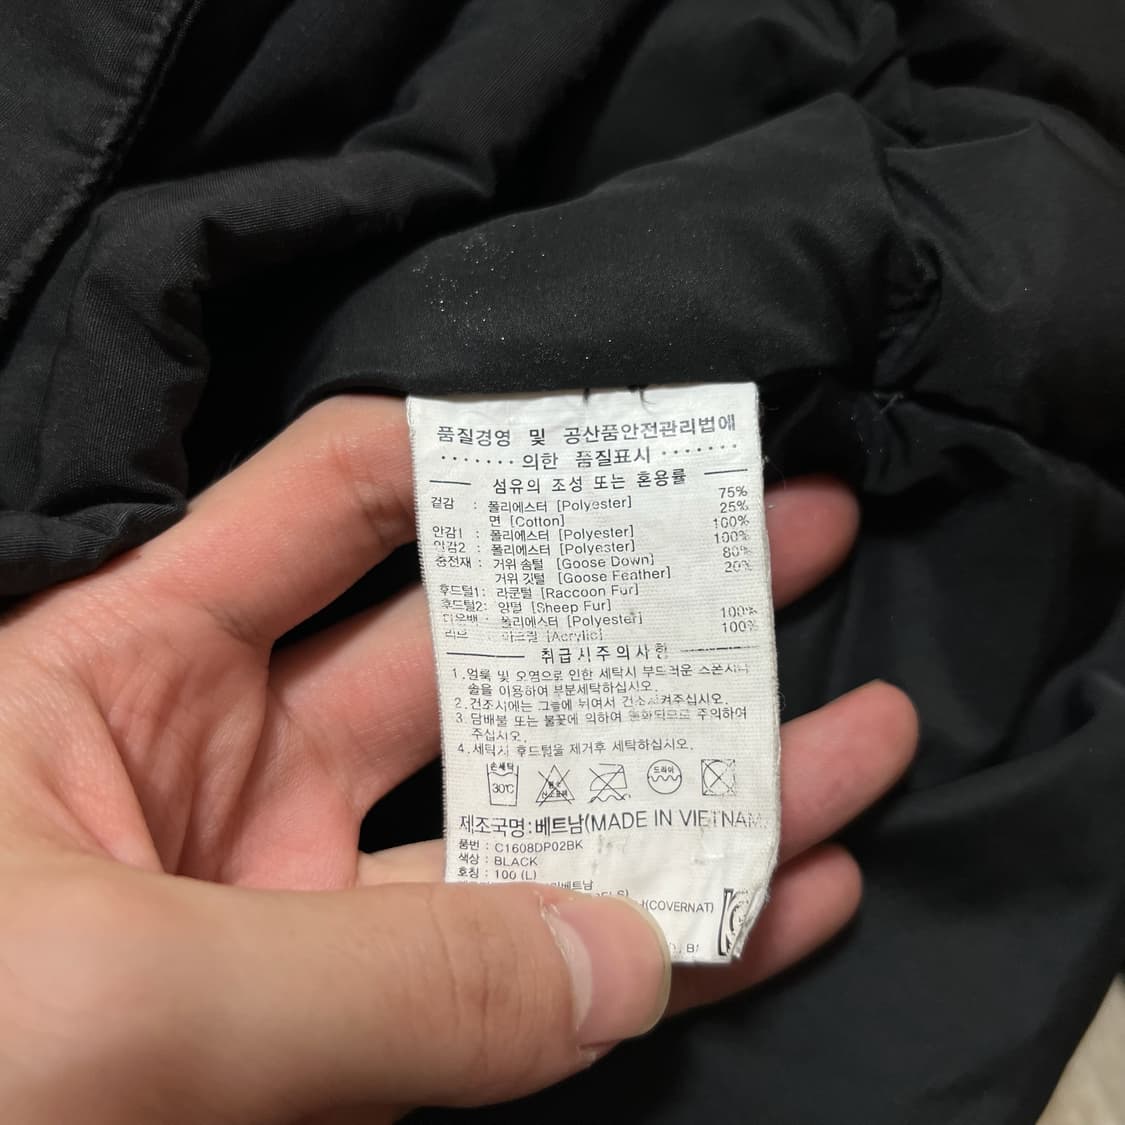 품질경영 및 공산품안전관리법에
의한 품질표시
섬유의 조성 또는 혼용률
겉감 : 폴리에스터 [Polyester] 75%
면 [Cotton] 25%
안감1 : 폴리에스터 [Polyester] 100%
안감2 : 폴리에스터 [Polyester] 100%
충전재 : 거위 솜털 [Goose Down] 80%
거위 깃털 [Goose Feather] 20%
후드털1: 라쿤털 [Raccoon Fur]
후드털2: 양털 [Sheep Fur]
다운백 : 폴리에스터 [Polyester] 100%
[Acrylic] 100%
취급시주의사항
1.얼룩 및 오염으로 인한 세탁시 부드러운 스폰지나
솔을 이용하여 부분세탁하십시오.
2.건조시에는 그늘에 뉘여서 건조시켜주십시오.
3.담배불 또는 불꽃에 의하여 주의하여
주십시오.
4.세탁시 후드털을 제거후 세탁하십시오.
손세탁 30℃ 드라이
제조국명:베트남(MADE IN VIETNAM
품번 : C1608DP02BK
색상 : BLACK
호칭 : 100 (L)
베트남
(COVERNAT)